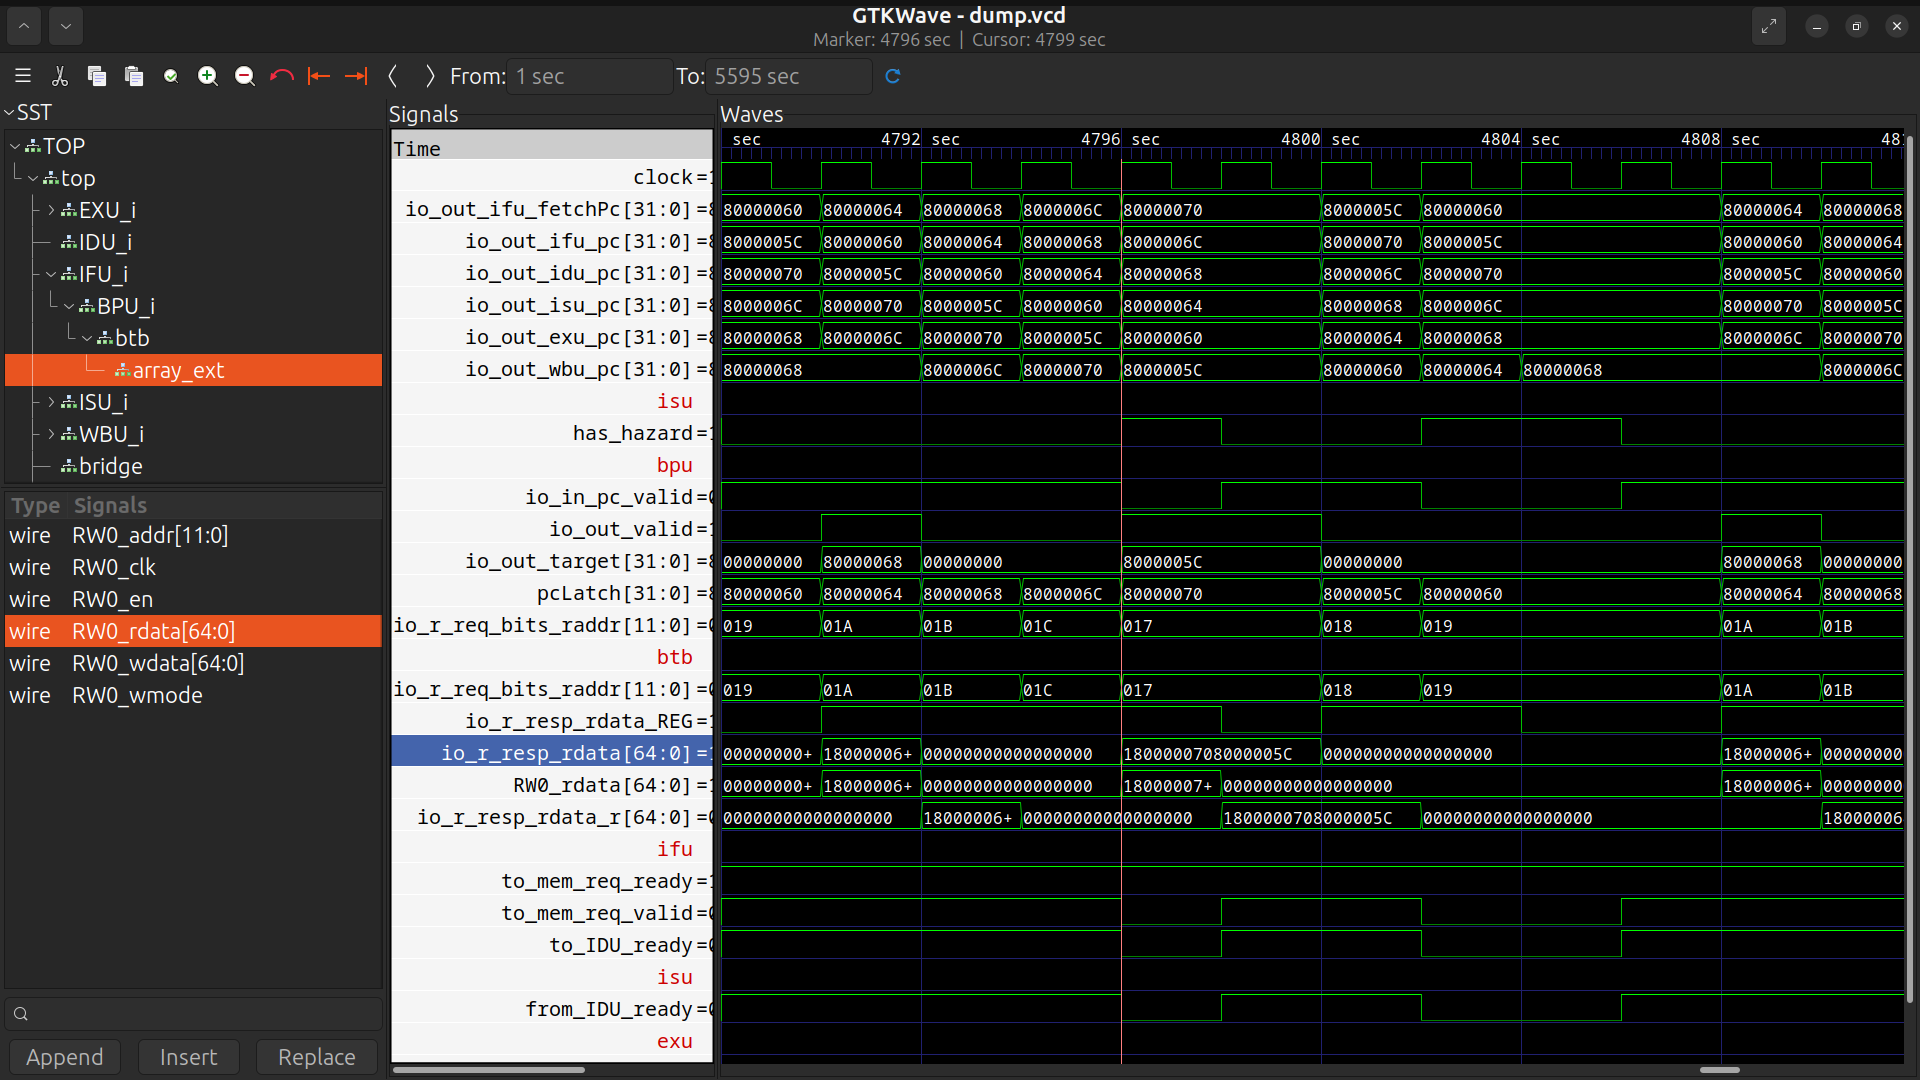 GTKWave - dump.vcd
Marker: 4796 sec | Cursor: 4799 sec
From: 1 sec To: 5595 sec
SST
TOP
top
EXU_i
IDU_i
IFU_i
BPU_i
btb
array_ext
ISU_i
WBU_i
bridge
Type Signals
wire RW0_addr[11:0]
wire RW0_clk
wire RW0_en
wire RW0_rdata[64:0]
wire RW0_wdata[64:0]
wire RW0_wmode
Append Insert Replace
Signals
Time
clock=
io_out_ifu_fetchPc[31:0]=
io_out_ifu_pc[31:0]=
io_out_idu_pc[31:0]=
io_out_isu_pc[31:0]=
io_out_exu_pc[31:0]=
io_out_wbu_pc[31:0]=
isu
has_hazard=
bpu
io_in_pc_valid=
io_out_valid=
io_out_target[31:0]=
pcLatch[31:0]=
io_r_req_bits_raddr[11:0]=
btb
io_r_req_bits_raddr[11:0]=
io_r_resp_rdata_REG=
io_r_resp_rdata[64:0]=
RW0_rdata[64:0]=
io_r_resp_rdata_r[64:0]=
ifu
to_mem_req_ready=
to_mem_req_valid=
to_IDU_ready=
isu
from_IDU_ready=
exu
Waves
sec 4792 sec 4796 sec 4800 sec 4804 sec 4808 sec 481
80000060 80000064 80000068 8000006C 80000070 8000005C 80000060 80000064 80000068
8000005C 80000060 80000064 80000068 8000006C 80000070 8000005C 80000060 80000064
80000070 8000005C 80000060 80000064 80000068 8000006C 80000070 8000005C 80000060
8000006C 80000070 8000005C 80000060 80000064 80000068 8000006C 80000070 8000005C
80000068 8000006C 80000070 8000005C 80000060 80000064 80000068 8000006C 80000070
80000068 8000006C 80000070 8000005C 80000060 80000064 80000068 8000006C
00000000 80000068 00000000 8000005C 00000000 80000068 00000000
80000060 80000064 80000068 8000006C 80000070 8000005C 80000060 80000064 80000068
019 01A 01B 01C 017 018 019 01A 01B
019 01A 01B 01C 017 018 019 01A 01B
00000000+ 18000006+ 00000000000000000 1800000708000005C 00000000000000000 18000006+ 00000000
00000000+ 18000006+ 00000000000000000 18000007+ 00000000000000000 18000006+ 00000000
00000000000000000 18000006+ 00000000000000000 1800000708000005C 00000000000000000 18000006